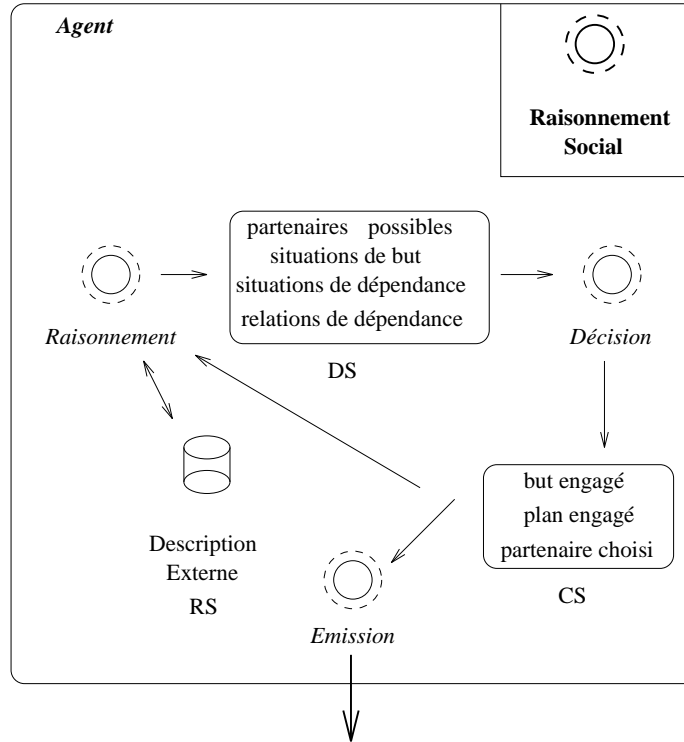 Agent
Raisonnement
Social
partenaires possibles
situations de but
situations de dépendance
relations de dépendance
Raisonnement
Décision
DS
but engagé
plan engagé
partenaire choisi
Description
Externe
RS
CS
Emission